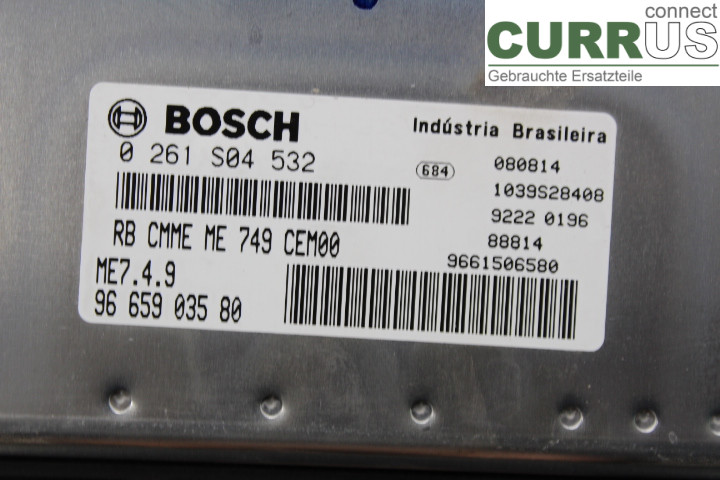 connect
CURRUS
Gebrauchte Ersatzteile
BOSCH
Indústria Brasileira
0 261 S04 532
684
080814
1039S28408
9222 0196
88814
9661506580
RB CMME ME 749 CEM00
ME7.4.9
96 659 035 80